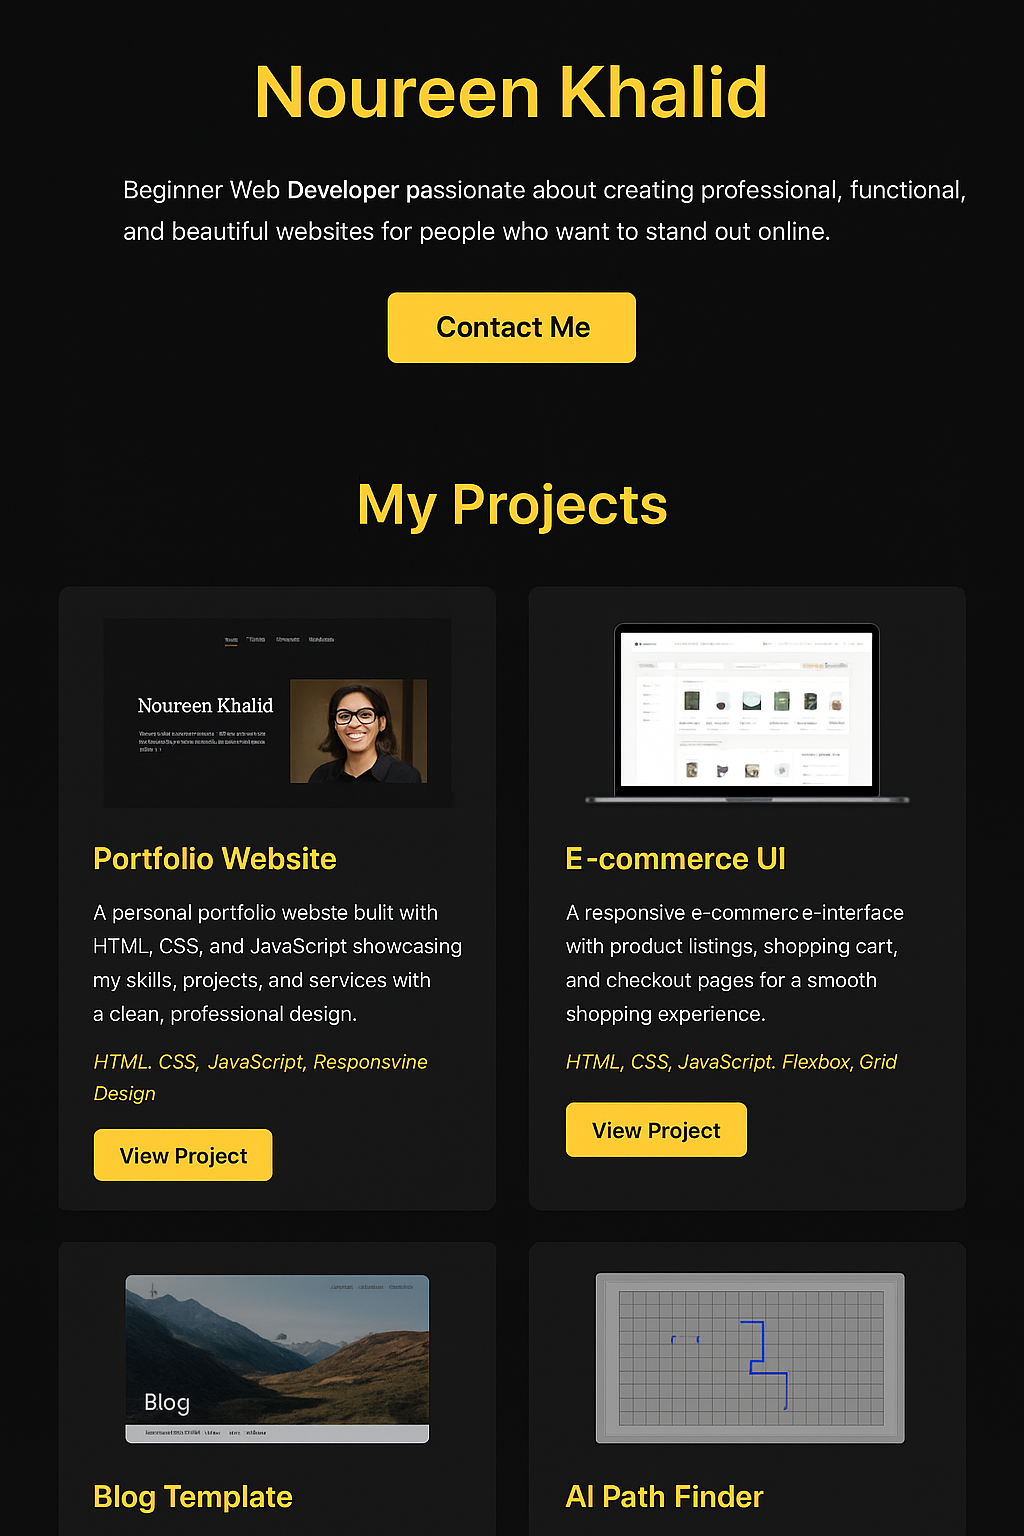 Noureen Khalid
Beginner Web Developer passionate about creating professional, functional,
and beautiful websites for people who want to stand out online.
Contact Me
My Projects
Noureen Khalid
Portfolio Website
A personal portfolio webste bulit with
HTML, CSS, and JavaScript showcasing
my skills, projects, and services with
a clean, professional design.
HTML. CSS, JavaScript, Responsvine
Design
View Project
E-commerce UI
A responsive e-commerc e-interface
with product listings, shopping cart,
and checkout pages for a smooth
shopping experience.
HTML, CSS, JavaScript. Flexbox, Grid
View Project
Blog
Blog Template
AI Path Finder